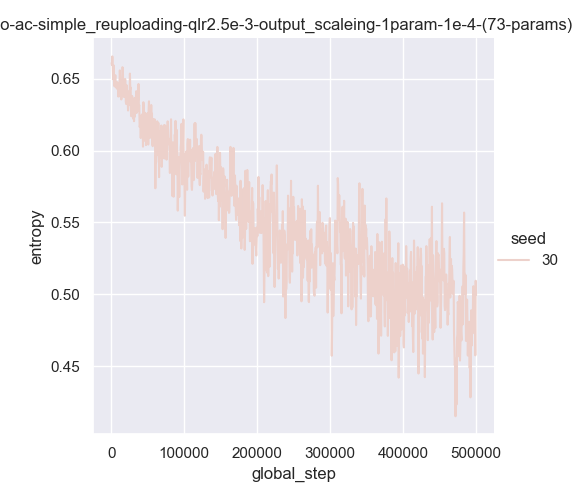 o-ac-simple_reuploading-qlr2.5e-3-output_scaleing-1param-1e-4-(73-params)
0.65
0.60
0.55
0.50
0.45
entropy
seed
30
0 100000 200000 300000 400000 500000
global_step